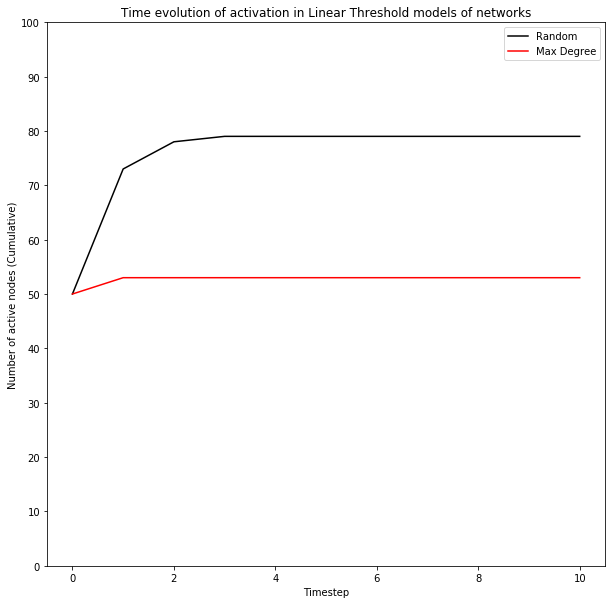 Time evolution of activation in Linear Threshold models of networks
Random
Max Degree
Number of active nodes (Cumulative)
100
90
80
70
60
50
40
30
20
10
0
0 2 4 6 8 10
Timestep